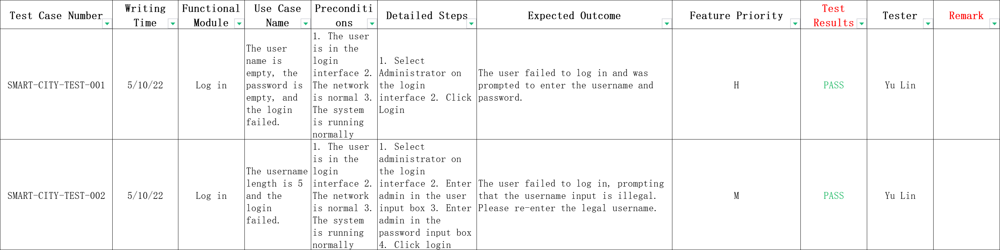 Test Case Number
Writing
Time
Functional
Module
Use Case
Name
Preconditi
ons
Detailed Steps
Expected Outcome
Feature Priority
Test
Results
Tester
Remark
SMART-CITY-TEST-001
5/10/22
Log in
The user
name is
empty, the
password is
empty, and
the login
failed.
1. The user
is in the
login
interface 2.
The network
is normal 3.
The system
is running
normally
1. Select
Administrator on
the login
interface 2. Click
Login
The user failed to log in and was
prompted to enter the username and
password.
H
PASS
Yu Lin
SMART-CITY-TEST-002
5/10/22
Log in
The username
length is 5
and the
login
failed.
1. The user
is in the
login
interface 2.
The network
is normal 3.
The system
is running
normally
1. Select
administrator on
the login
interface 2. Enter
admin in the user
input box 3. Enter
admin in the
password input box
4. Click login
The user failed to log in, prompting
that the username input is illegal.
Please re-enter the legal username.
M
PASS
Yu Lin